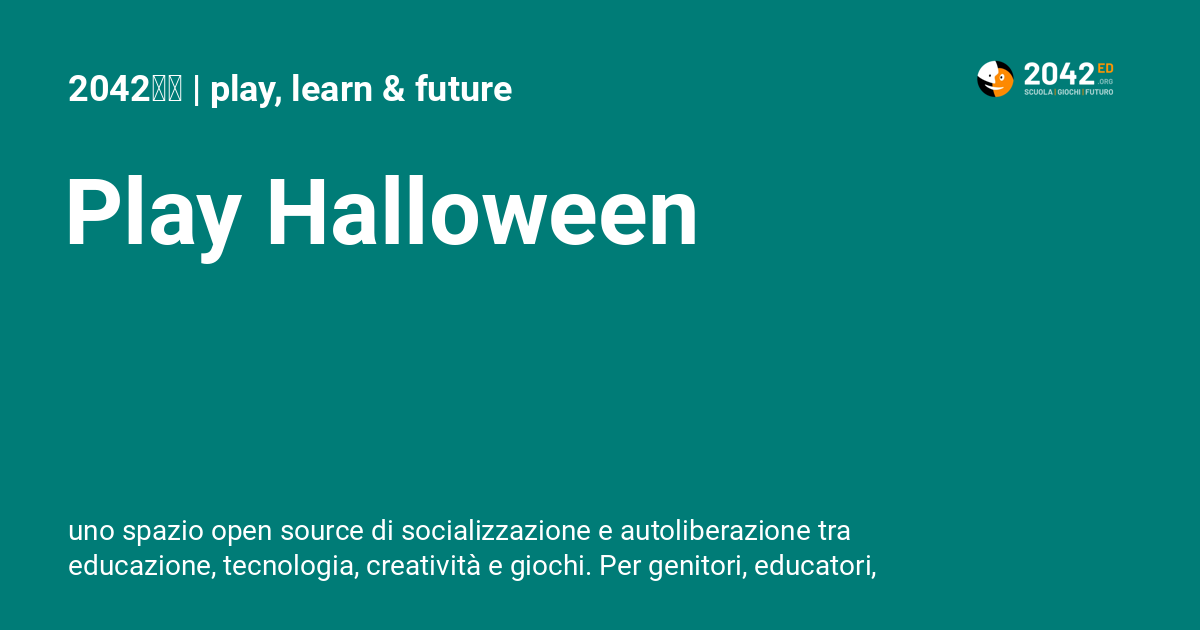 2042 | play, learn & future
2042 ED
.ORG
SCUOLA | GIOCHI | FUTURO
Play Halloween
uno spazio open source di socializzazione e autoliberazione tra
educazione, tecnologia, creatività e giochi. Per genitori, educatori,